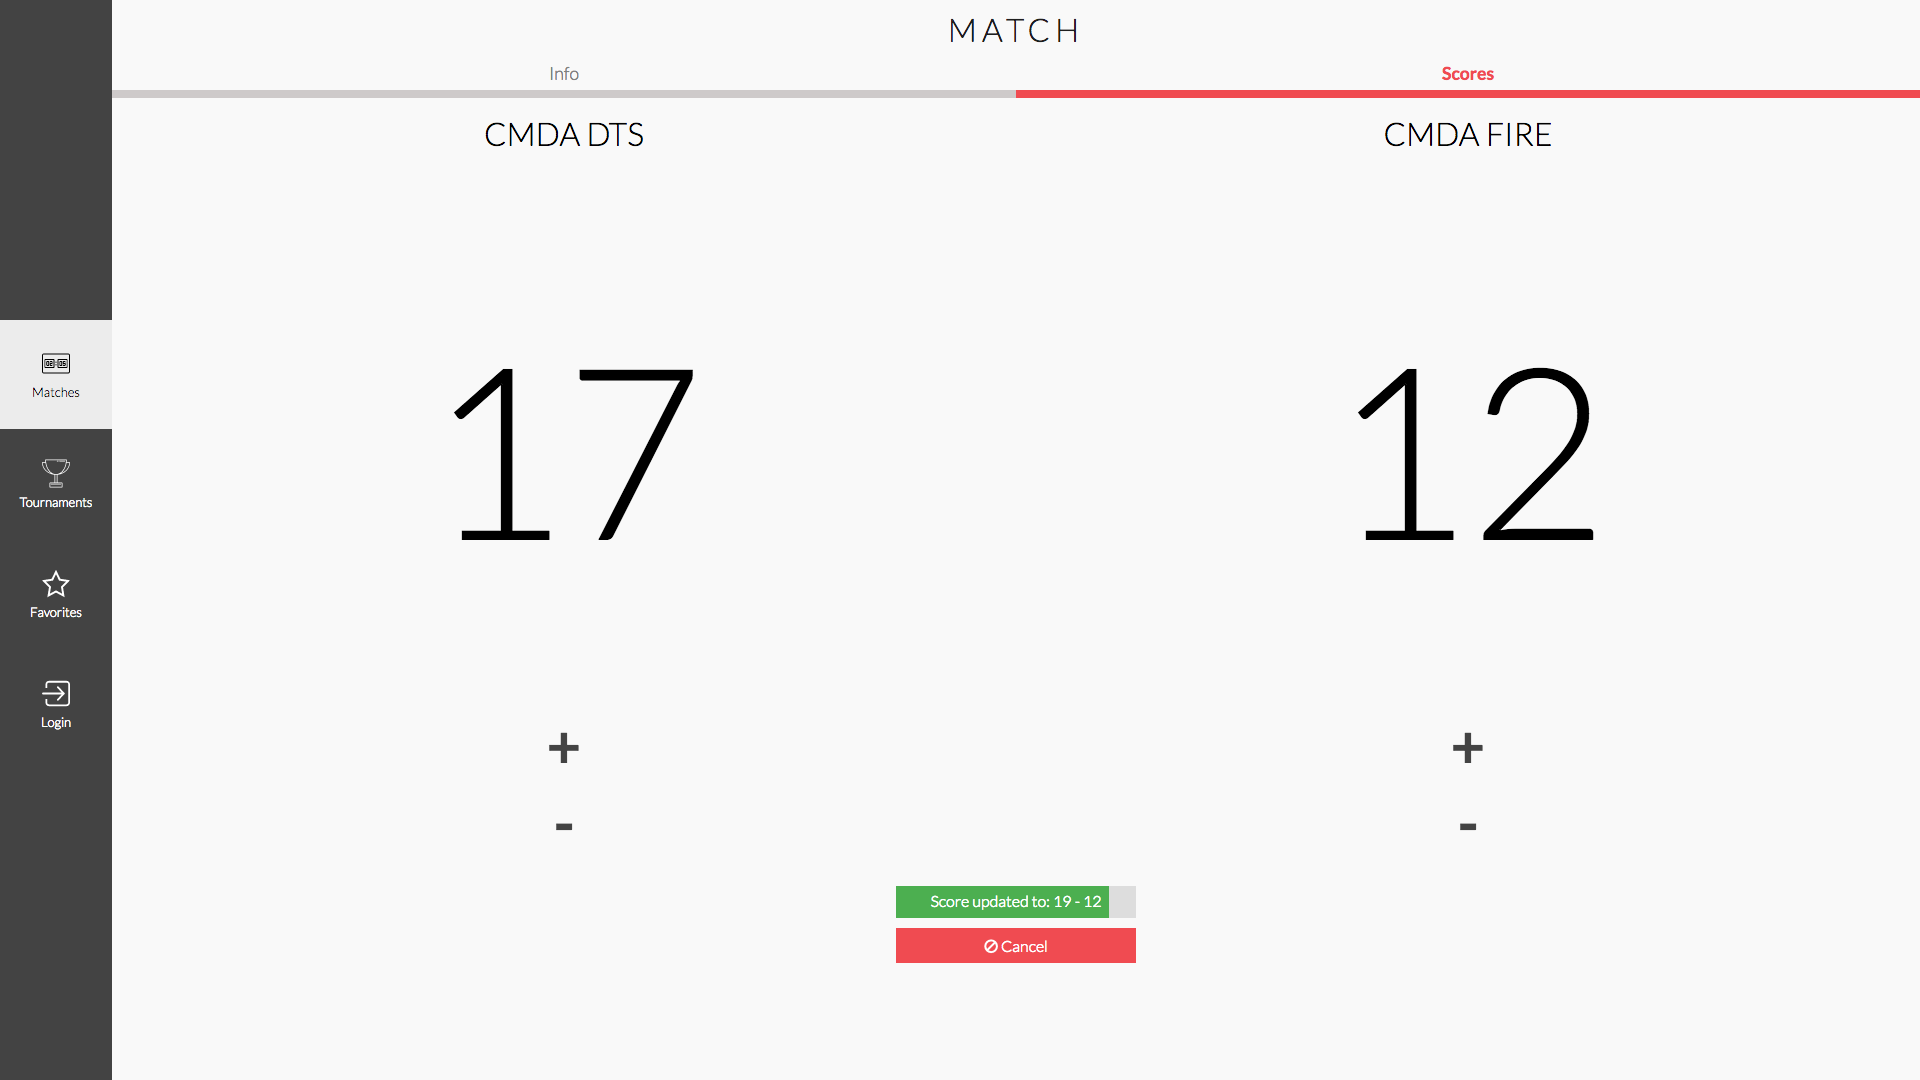 MATCH
Info
Scores
CMDA DTS
CMDA FIRE
Matches
Tournaments
Favorites
Login
17
12
+
+
-
-
Score updated to: 19 - 12
Cancel